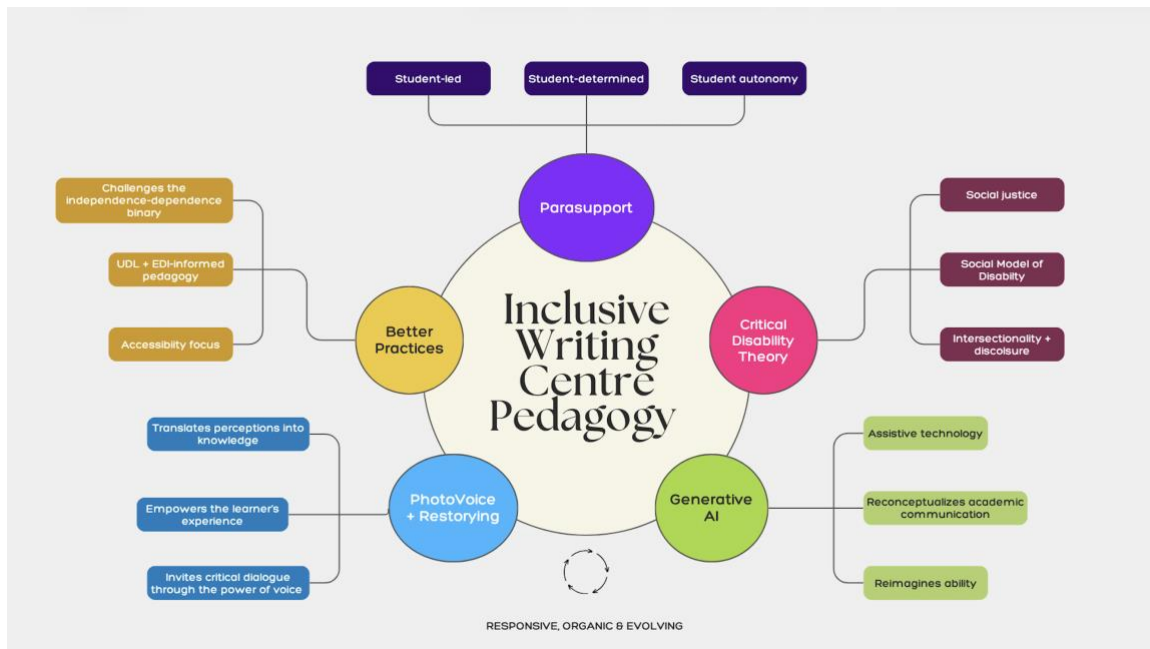 Student-led
Student-determined
Student autonomy
Parasupport
Challenges the
independence-dependence
binary
UDL + EDI-informed
pedagogy
Accessiblity focus
Better
Practices
Inclusive
Writing
Centre
Pedagogy
Critical
Disability
Theory
Social justice
Social Model of
Disabilty
Intersectionality +
discolsure
Translates perceptions into
knowledge
Empowers the learner's
experience
Invites critical dialogue
through the power of voice
PhotoVoice
+ Restorying
Generative
AI
Assistive technology
Reconceptualizes academic
communication
Reimagines ability
RESPONSIVE, ORGANIC & EVOLVING